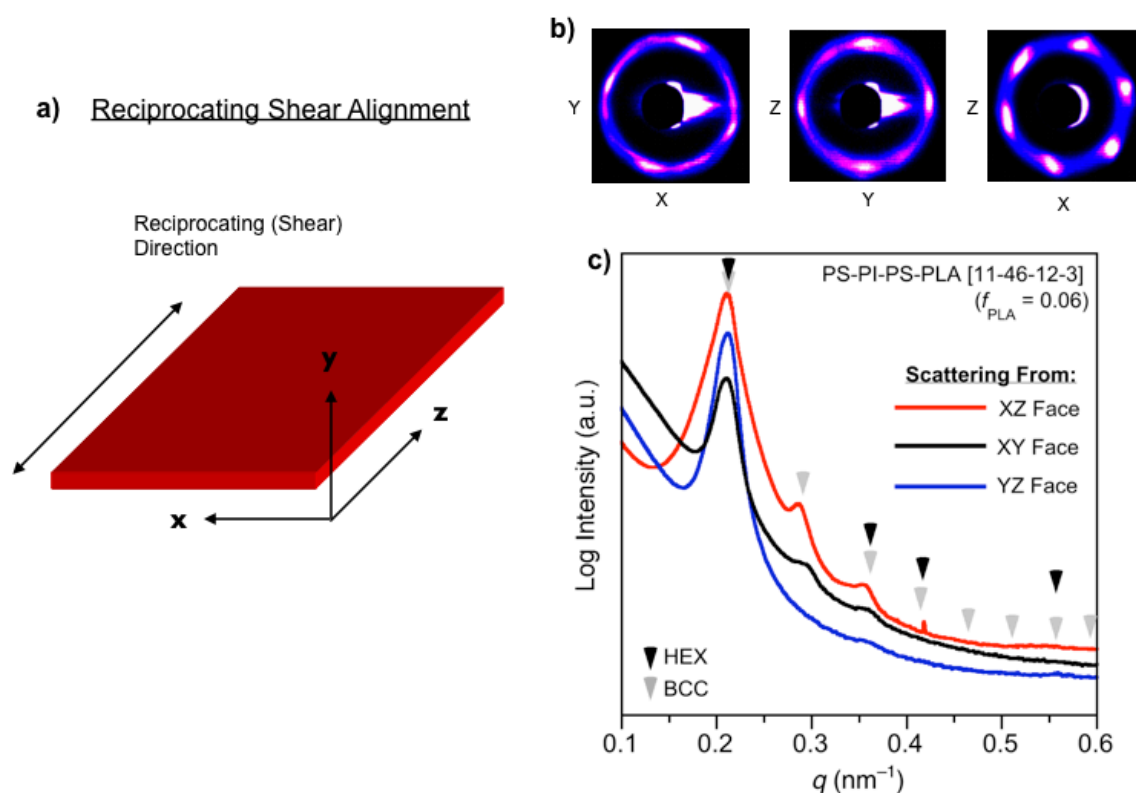 a) Reciprocating Shear Alignment
Reciprocating (Shear)
Direction
y
z
x
b)
Y
X
Z
Y
Z
X
c)
PS-PI-PS-PLA [11-46-12-3]
(fPLA = 0.06)
Scattering From:
XZ Face
XY Face
YZ Face
HEX
BCC
Log Intensity (a.u.)
0.1 0.2 0.3 0.4 0.5 0.6
q (nm⁻¹)